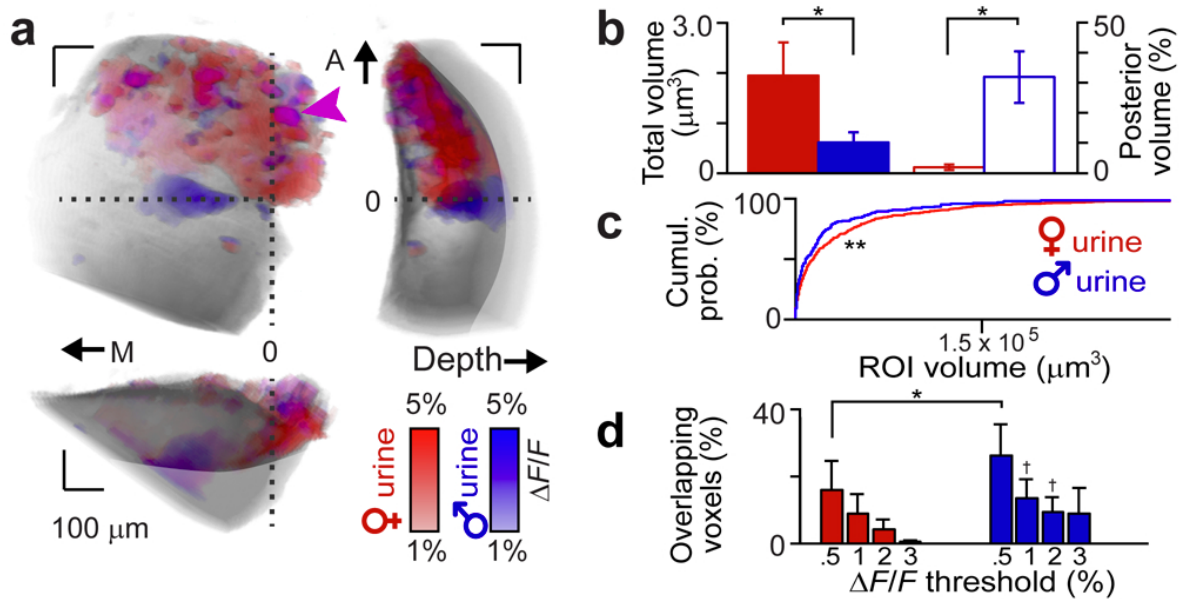 a
A
0
M
0
Depth
100 µm
5%
5%
♀ urine
♂ urine
ΔF/F
1%
1%
b
3.0
Total volume
(µm³)
0
*
*
50
Posterior
volume (%)
0
c
100
Cumul.
prob. (%)
0
**
♀ urine
♂ urine
1.5 x 10⁵
ROI volume (µm³)
d
40
Overlapping
voxels (%)
0
*
† †
.5 1 2 3 .5 1 2 3
ΔF/F threshold (%)